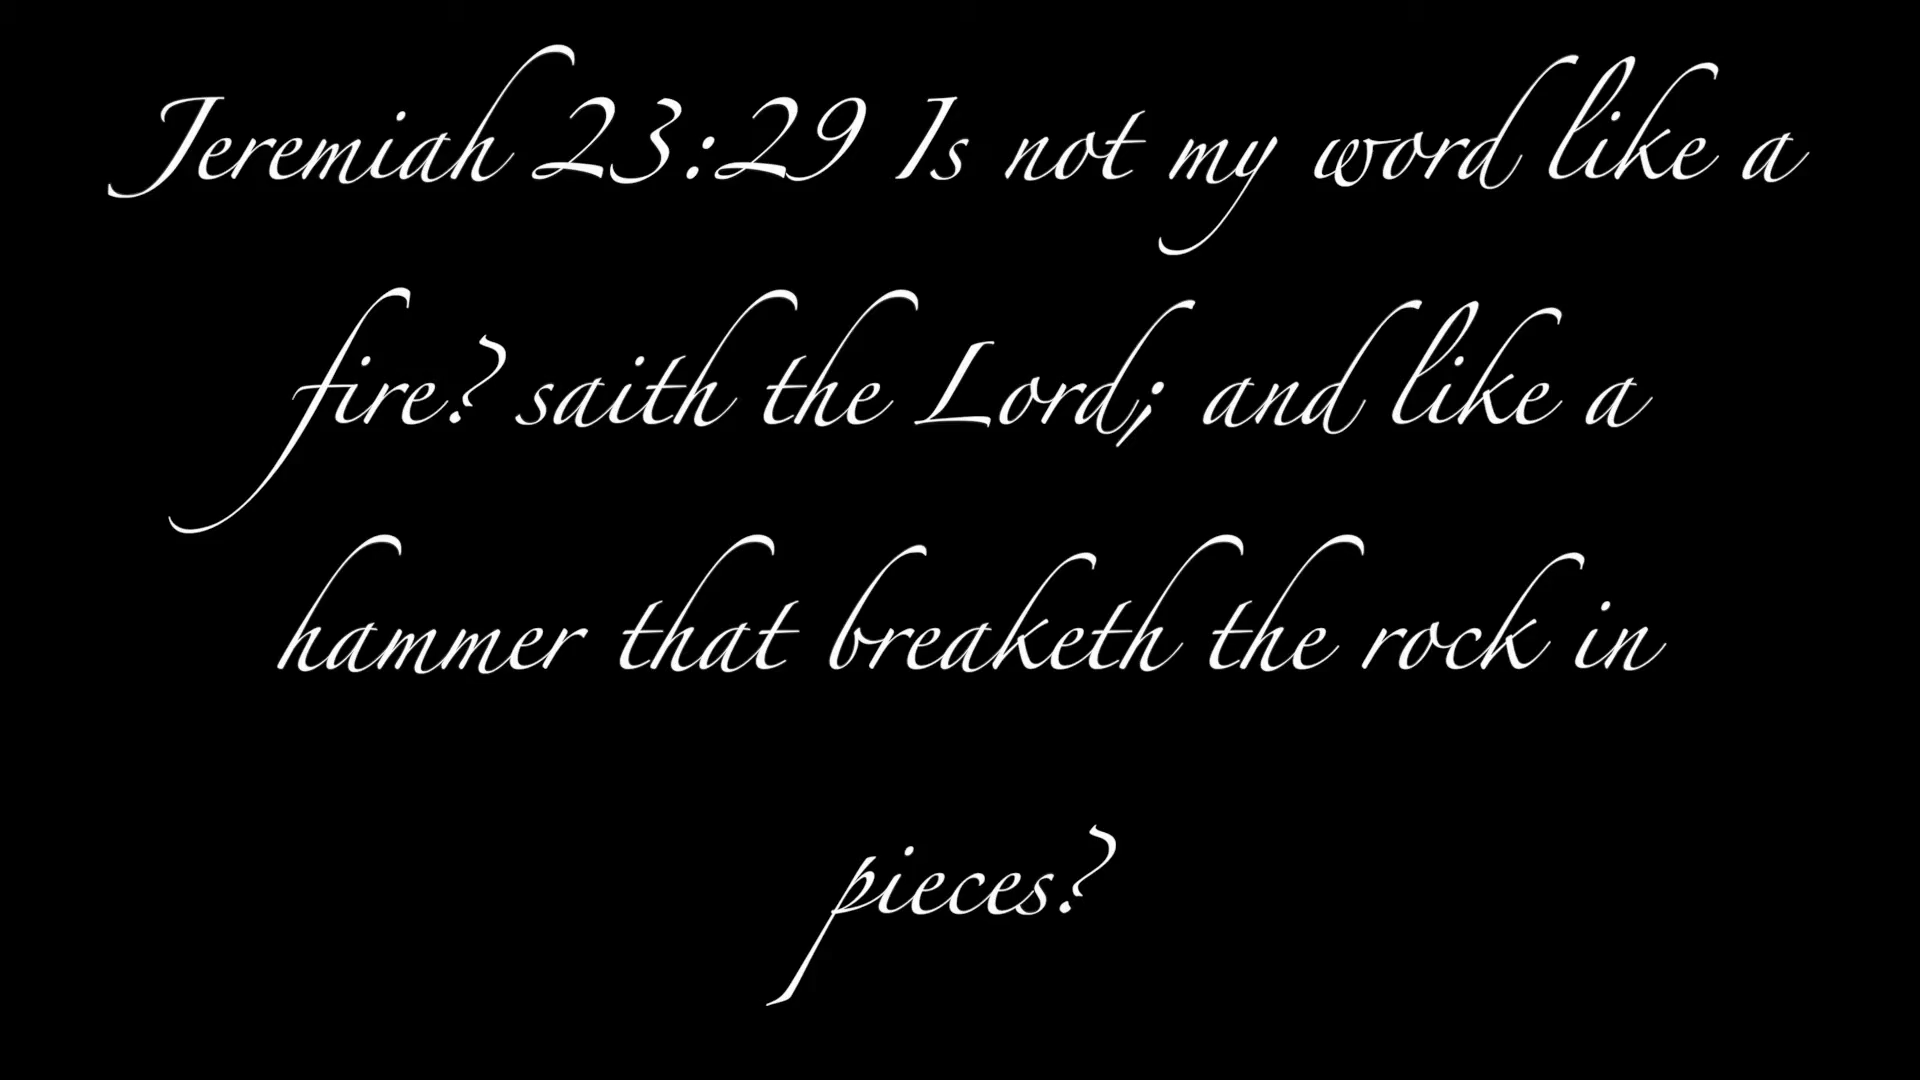 Jeremiah 23:29 Is not my word like a
fire? saith the Lord; and like a
hammer that breaketh the rock in
pieces?